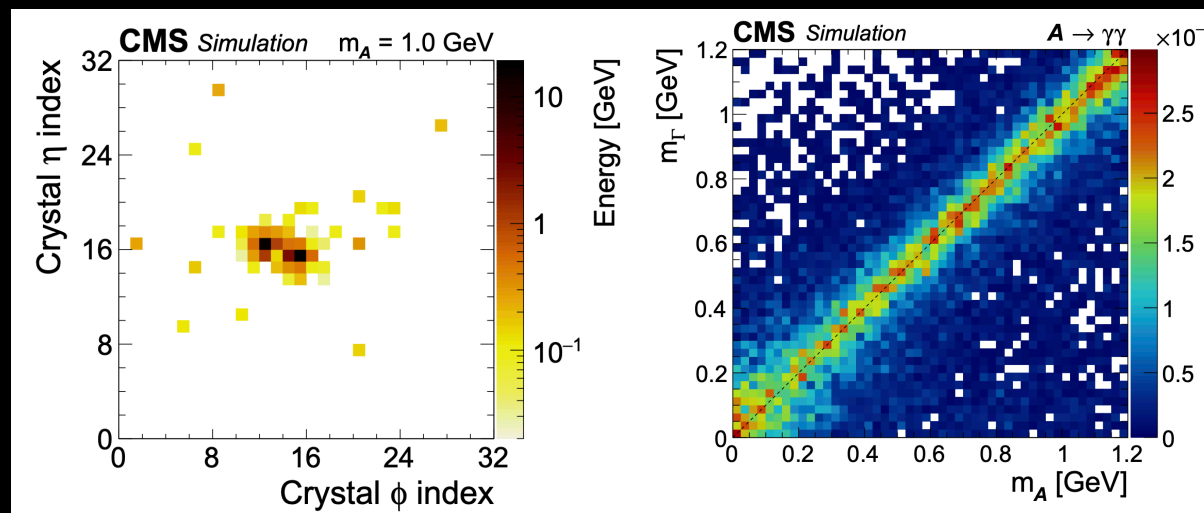 CMS Simulation m_A = 1.0 GeV
Crystal η index
32
24
16
8
0
0 8 16 24 32
Crystal ϕ index
10
1
10⁻¹
Energy [GeV]
CMS Simulation A → γγ
m_Γ [GeV]
1.2
1
0.8
0.6
0.4
0.2
0
0 0.2 0.4 0.6 0.8 1 1.2
m_A [GeV]
×10⁻
2.5
2
1.5
1
0.5
0